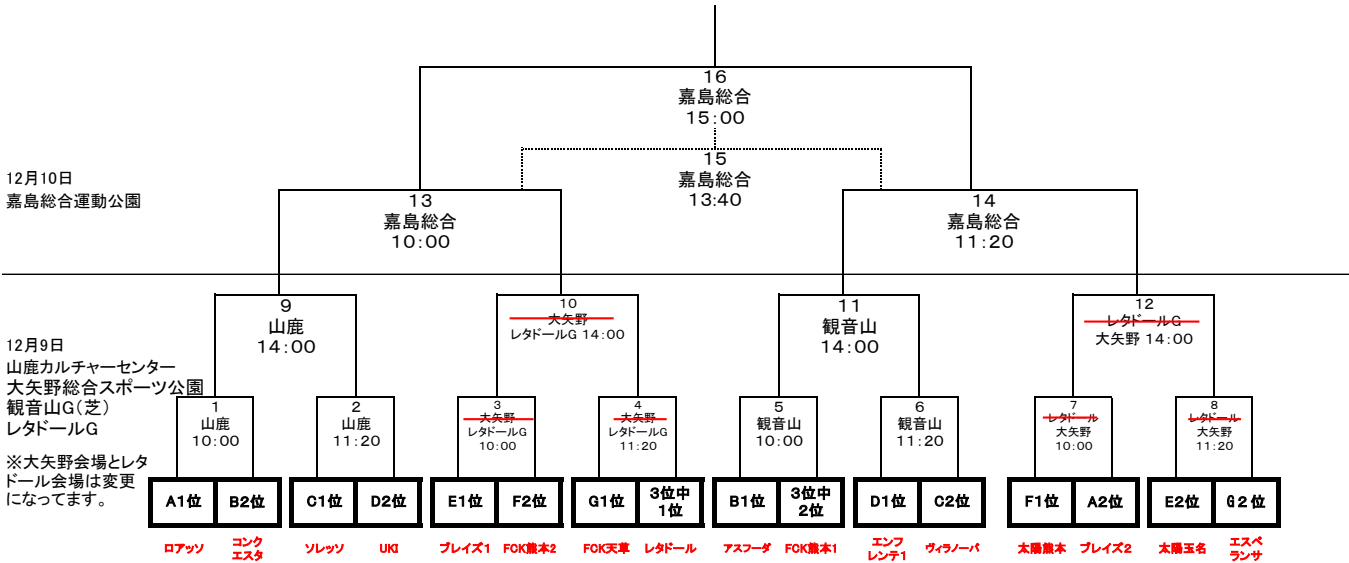 16
嘉島総合
15:00
15
嘉島総合
13:40
12月10日
嘉島総合運動公園
13
嘉島総合
10:00
14
嘉島総合
11:20
9
山鹿
14:00
10
大矢野
レタドールG 14:00
11
観音山
14:00
12
レタドールG
大矢野 14:00
12月9日
山鹿カルチャーセンター
大矢野総合スポーツ公園
観音山G(芝)
レタドールG
※大矢野会場とレタ
ドール会場は変更
になってます。
1
山鹿
10:00
2
山鹿
11:20
3
大矢野
レタドールG
10:00
4
大矢野
レタドールG
11:20
5
観音山
10:00
6
観音山
11:20
7
レタドール
大矢野
10:00
8
レタドール
大矢野
11:20
A1位 B2位 C1位 D2位 E1位 F2位 G1位 3位中
1位 B1位 3位中
2位 D1位 C2位 F1位 A2位 E2位 G2位
ロアッソ コンク
エスタ ソレッソ UKI ブレイズ1 FCK熊本2 FCK天草 レタドール アスフーダ FCK熊本1 エンフ
レンテ1 ヴィラノーバ 太陽熊本 ブレイズ2 太陽玉名 エスペ
ランサ